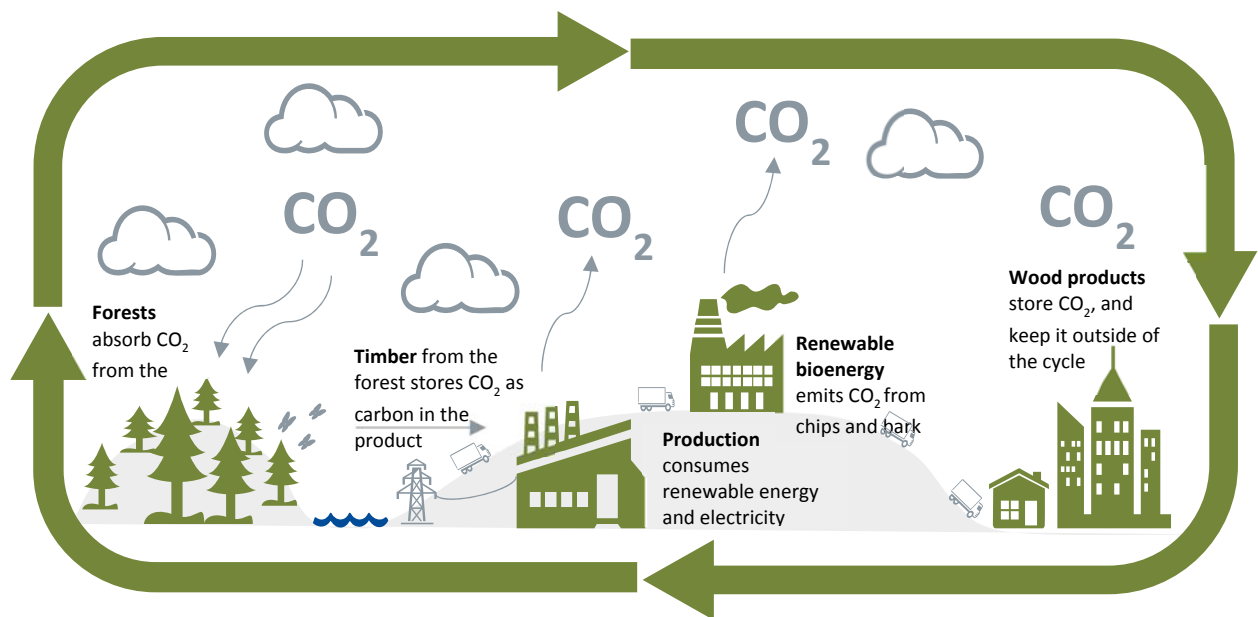 CO₂
CO₂
CO₂
CO₂
Forests
absorb CO₂
from the
Timber from the
forest stores CO₂ as
carbon in the
product
Production
consumes
renewable energy
and electricity
Renewable
bioenergy
emits CO₂ from
chips and bark
Wood products
store CO₂, and
keep it outside of
the cycle